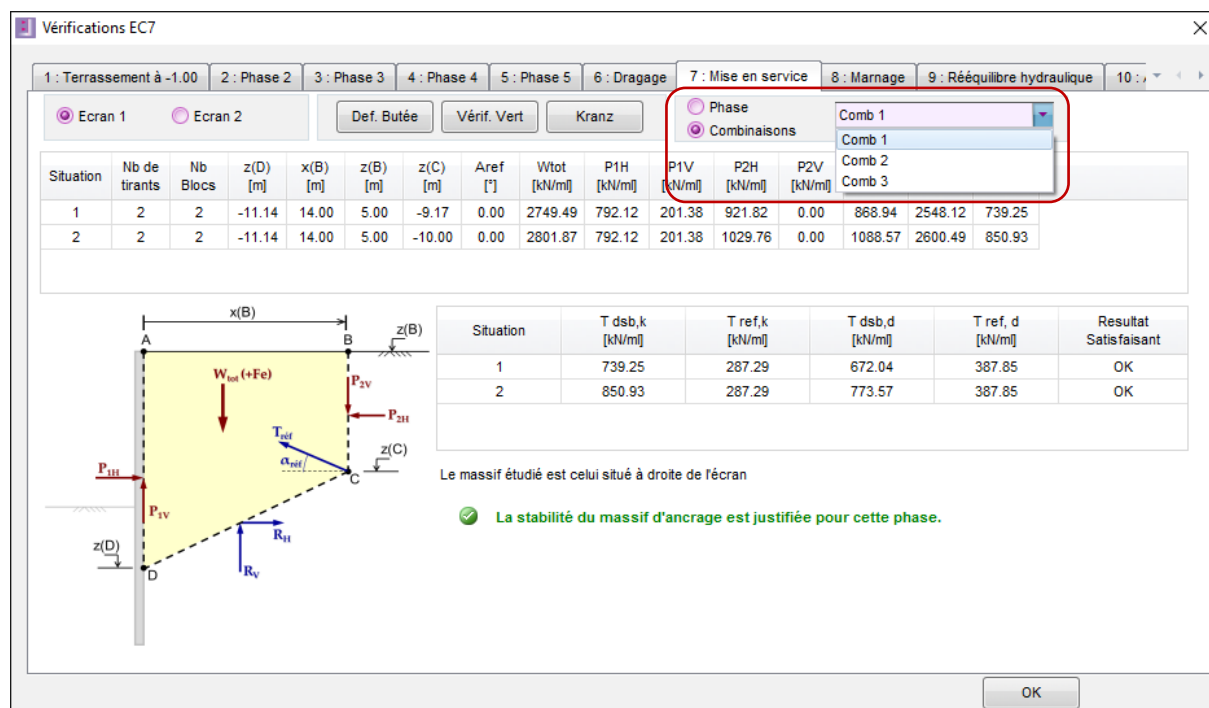 Vérifications EC7
1 : Terrassement à -1.00 2 : Phase 2 3 : Phase 3 4 : Phase 4 5 : Phase 5 6 : Dragage 7 : Mise en service 8 : Marnage 9 : Rééquilibre hydraulique 10 :
Ecran 1 Ecran 2 Def. Butée Vérif. Vert Kranz Phase Combinaisons Comb 1
Comb 1
Comb 2
Comb 3
Situation Nb de tirants Nb Blocs z(D) [m] x(B) [m] z(B) [m] z(C) [m] Aref [°] Wtot [kN/ml] P1H [kN/ml] P1V [kN/ml] P2H [kN/ml] P2V [kN/ml]
1 2 2 -11.14 14.00 5.00 -9.17 0.00 2749.49 792.12 201.38 921.82 0.00 868.94 2548.12 739.25
2 2 2 -11.14 14.00 5.00 -10.00 0.00 2801.87 792.12 201.38 1029.76 0.00 1088.57 2600.49 850.93
x(B)
A B z(B)
Wtot (+Fe)
P2V
P2H
Tréf
αréf
z(C)
C
P1H
P1V
RH
z(D)
D
RV
Situation T dsb,k [kN/ml] T ref,k [kN/ml] T dsb,d [kN/ml] T ref, d [kN/ml] Resultat Satisfaisant
1 739.25 287.29 672.04 387.85 OK
2 850.93 287.29 773.57 387.85 OK
Le massif étudié est celui situé à droite de l'écran
La stabilité du massif d'ancrage est justifiée pour cette phase.
OK